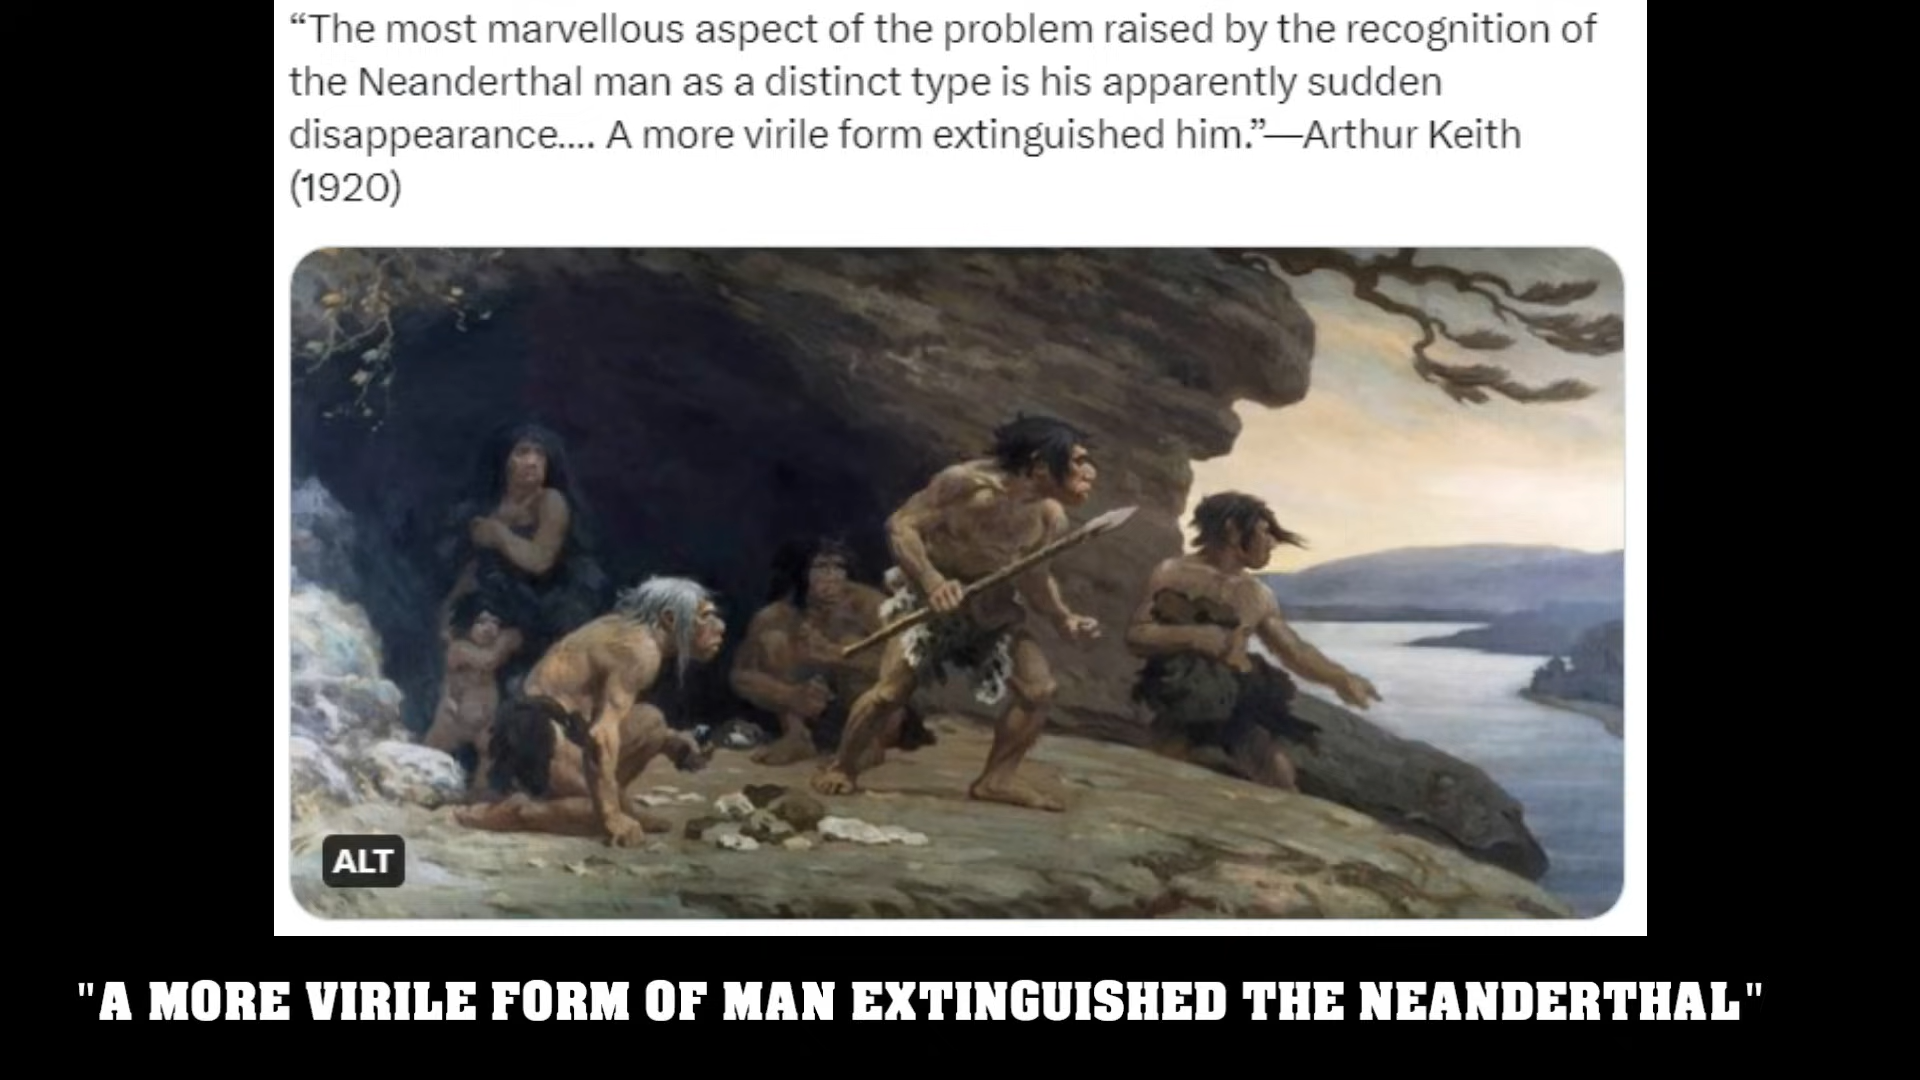 “The most marvellous aspect of the problem raised by the recognition of
the Neanderthal man as a distinct type is his apparently sudden
disappearance.... A more virile form extinguished him.”—Arthur Keith
(1920)
ALT
"A MORE VIRILE FORM OF MAN EXTINGUISHED THE NEANDERTHAL"